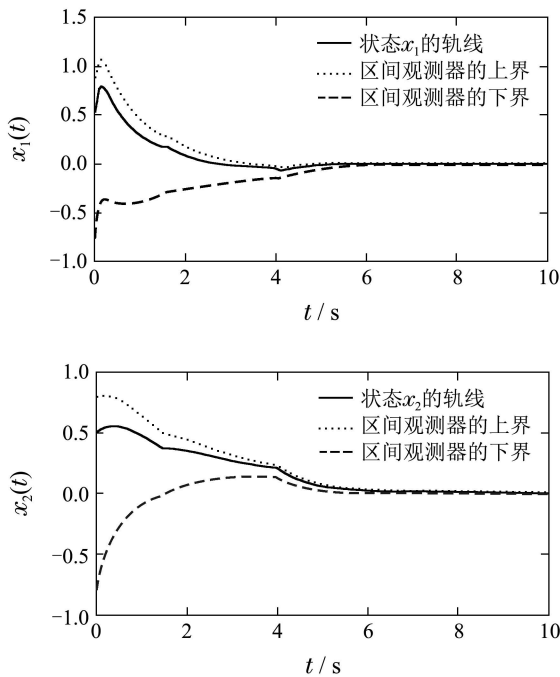 1.5
1.0
0.5
0.0
−0.5
−1.0
x₁(t)
状态x₁的轨线
区间观测器的上界
区间观测器的下界
0 2 4 6 8 10
t / s
1.0
0.5
0.0
−0.5
−1.0
x₂(t)
状态x₂的轨线
区间观测器的上界
区间观测器的下界
0 2 4 6 8 10
t / s